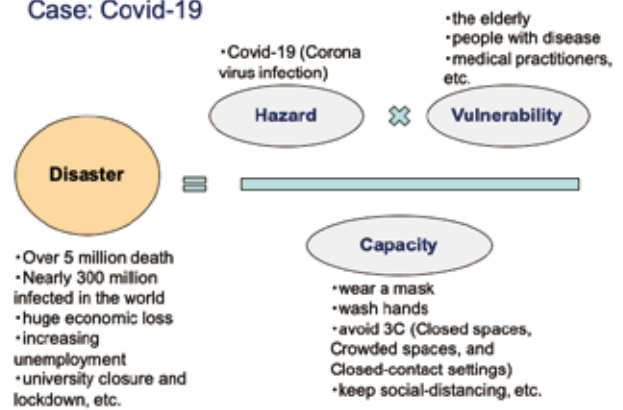 Case: Covid-19
・Covid-19 (Corona
virus infection)
・the elderly
・people with disease
・medical practitioners,
etc.
Hazard
×
Vulnerability
Disaster
=
Capacity
・Over 5 million death
・Nearly 300 million
infected in the world
・huge economic loss
・increasing
unemployment
・university closure and
lockdown, etc.
・wear a mask
・wash hands
・avoid 3C (Closed spaces,
Crowded spaces, and
Closed-contact settings)
・keep social-distancing, etc.